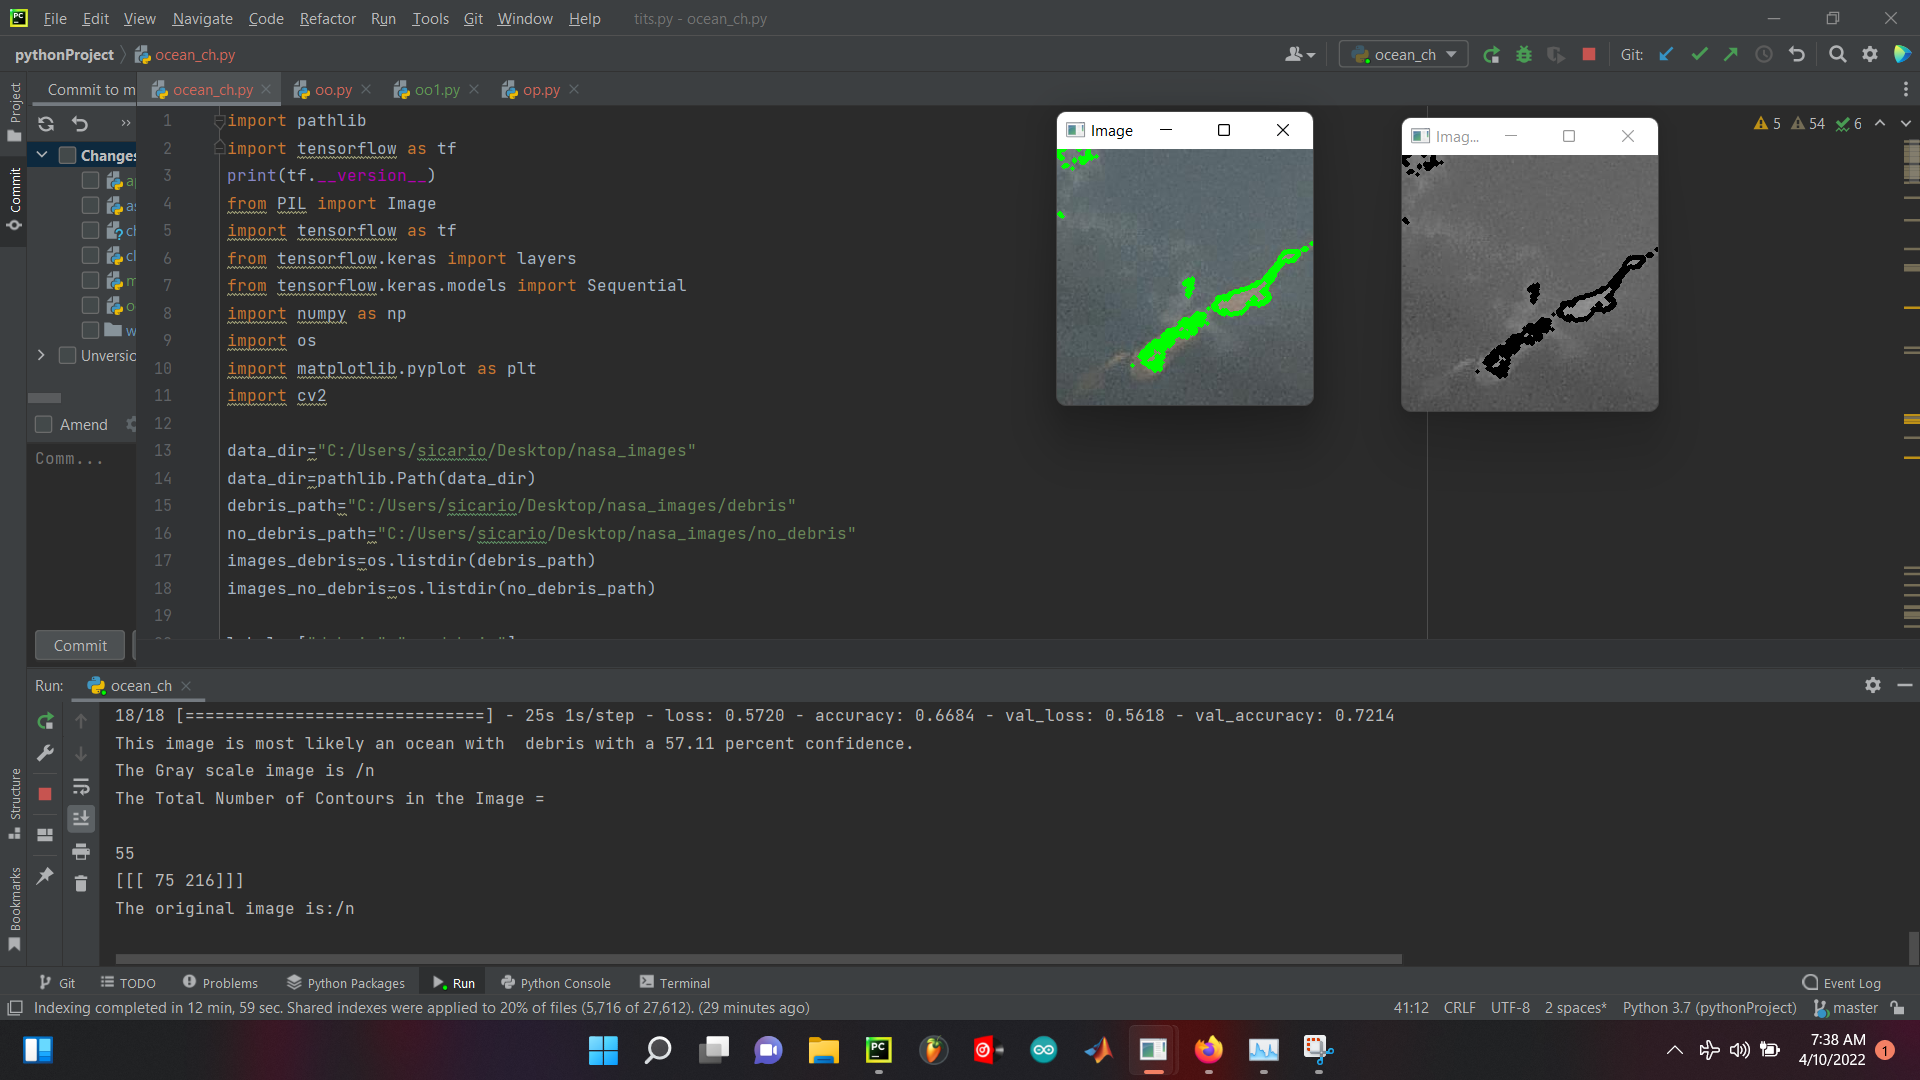 PC File Edit View Navigate Code Refactor Run Tools Git Window Help tits.py - ocean_ch.py
pythonProject ocean_ch.py ocean_ch Git:
Project
Commit
Structure
Bookmarks
Commit to m
ocean_ch.py oo.py oo1.py op.py
Changes
Unversio
Amend
Comm...
Commit
5 54 6
1 import pathlib
2 import tensorflow as tf
3 print(tf.__version__)
4 from PIL import Image
5 import tensorflow as tf
6 from tensorflow.keras import layers
7 from tensorflow.keras.models import Sequential
8 import numpy as np
9 import os
10 import matplotlib.pyplot as plt
11 import cv2
12
13 data_dir="C:/Users/sicario/Desktop/nasa_images"
14 data_dir=pathlib.Path(data_dir)
15 debris_path="C:/Users/sicario/Desktop/nasa_images/debris"
16 no_debris_path="C:/Users/sicario/Desktop/nasa_images/no_debris"
17 images_debris=os.listdir(debris_path)
18 images_no_debris=os.listdir(no_debris_path)
19
Image
Imag...
Run: ocean_ch
18/18 [==============================] - 25s 1s/step - loss: 0.5720 - accuracy: 0.6684 - val_loss: 0.5618 - val_accuracy: 0.7214
This image is most likely an ocean with  debris with a 57.11 percent confidence.
The Gray scale image is /n
The Total Number of Contours in the Image =
55
[[[ 75 216]]]
The original image is:/n
Git TODO Problems Python Packages Run Python Console Terminal Event Log
Indexing completed in 12 min, 59 sec. Shared indexes were applied to 20% of files (5,716 of 27,612). (29 minutes ago) 41:12 CRLF UTF-8 2 spaces* Python 3.7 (pythonProject) master
PC
7:38 AM
4/10/2022 1